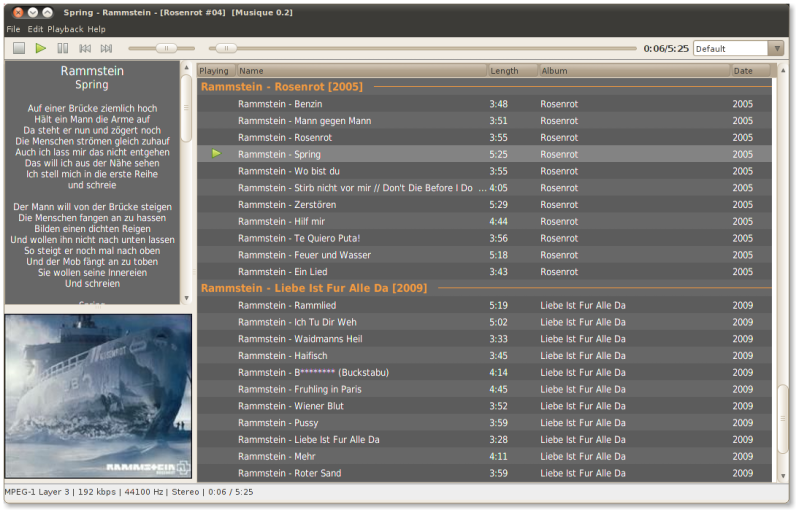 Spring - Rammstein - [Rosenrot #04] [Musique 0.2]
File Edit Playback Help
0:06/5:25 Default
Rammstein
Spring
Auf einer Brücke ziemlich hoch
Hält ein Mann die Arme auf
Da steht er nun und zögert noch
Die Menschen strömen gleich zuhauf
Auch ich lass mir das nicht entgehen
Das will ich aus der Nähe sehen
Ich stell mich in die erste Reihe
und schreie
Der Mann will von der Brücke steigen
Die Menschen fangen an zu hassen
Bilden einen dichten Reigen
Und wollen ihn nicht nach unten lassen
So steigt er noch mal nach oben
Und der Mob fängt an zu toben
Sie wollen seine Innereien
Und schreien
RAMMSTEIN
Playing Name Length Album Date
Rammstein - Rosenrot [2005]
Rammstein - Benzin 3:48 Rosenrot 2005
Rammstein - Mann gegen Mann 3:51 Rosenrot 2005
Rammstein - Rosenrot 3:55 Rosenrot 2005
Rammstein - Spring 5:25 Rosenrot 2005
Rammstein - Wo bist du 3:55 Rosenrot 2005
Rammstein - Stirb nicht vor mir // Don't Die Before I Do ... 4:05 Rosenrot 2005
Rammstein - Zerstören 5:29 Rosenrot 2005
Rammstein - Hilf mir 4:44 Rosenrot 2005
Rammstein - Te Quiero Puta! 3:56 Rosenrot 2005
Rammstein - Feuer und Wasser 5:18 Rosenrot 2005
Rammstein - Ein Lied 3:43 Rosenrot 2005
Rammstein - Liebe Ist Fur Alle Da [2009]
Rammstein - Rammlied 5:19 Liebe Ist Fur Alle Da 2009
Rammstein - Ich Tu Dir Weh 5:02 Liebe Ist Fur Alle Da 2009
Rammstein - Waidmanns Heil 3:33 Liebe Ist Fur Alle Da 2009
Rammstein - Haifisch 3:45 Liebe Ist Fur Alle Da 2009
Rammstein - B******** (Buckstabu) 4:14 Liebe Ist Fur Alle Da 2009
Rammstein - Fruhling in Paris 4:45 Liebe Ist Fur Alle Da 2009
Rammstein - Wiener Blut 3:52 Liebe Ist Fur Alle Da 2009
Rammstein - Pussy 3:59 Liebe Ist Fur Alle Da 2009
Rammstein - Liebe Ist Fur Alle Da 3:28 Liebe Ist Fur Alle Da 2009
Rammstein - Mehr 4:11 Liebe Ist Fur Alle Da 2009
Rammstein - Roter Sand 3:59 Liebe Ist Fur Alle Da 2009
MPEG-1 Layer 3 | 192 kbps | 44100 Hz | Stereo | 0:06 / 5:25